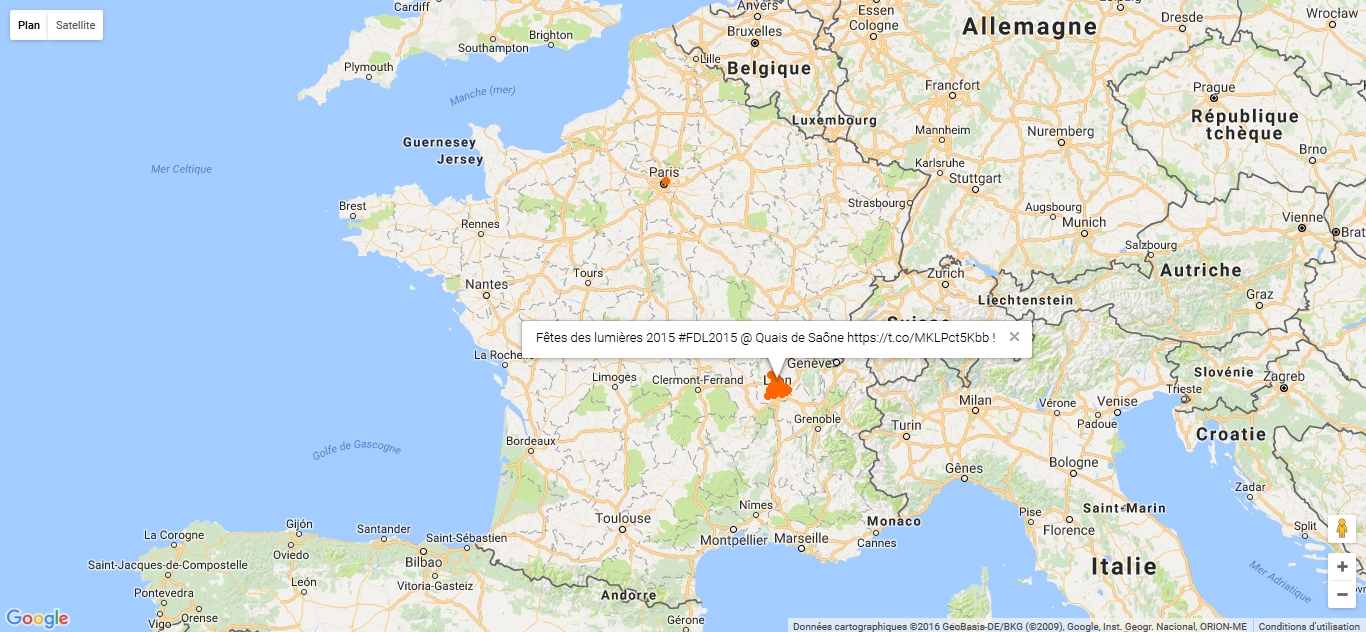 Plan Satellite
Cardiff
Brighton
Southampton
Plymouth
Manche (mer)
Guernesey
Jersey
Mer Celtique
Anvers
Bruxelles
Lille
Belgique
Essen
Cologne
Allemagne
Dresde
Wrocław
Francfort
Prague
République
tchèque
Luxembourg
Mannheim
Nuremberg
Brno
Karlsruhe
Stuttgart
Paris
Strasbourg
Augsbourg
Munich
Vienne
Brat
Brest
Rennes
Salzbourg
Autriche
Zurich
Liechtenstein
Graz
Tours
Nantes
Suisse
Fêtes des lumières 2015 #FDL2015 @ Quais de Saône https://t.co/MKLPct5Kbb !
La Roche
Genève
Limoges
Clermont-Ferrand
Lyon
Slovénie
Zagreb
Trieste
Milan
Vérone
Venise
Padoue
Grenoble
Turin
Croatie
Bordeaux
Golfe de Gascogne
Gênes
Bologne
Zadar
Nîmes
Toulouse
Montpellier
Marseille
Monaco
Cannes
Pise
Florence
Saint-Marin
Split
La Corogne
Gijón
Santander
Saint-Sébastien
Oviedo
Bilbao
Saint-Jacques-de-Compostelle
León
Vitoria-Gasteiz
Pontevedra
Vigo
Orense
Andorre
Gérone
Italie
Mer Adriatique
Google
Données cartographiques ©2016 GeoBasis-DE/BKG (©2009), Google, Inst. Geogr. Nacional, ORION-ME
Conditions d'utilisation